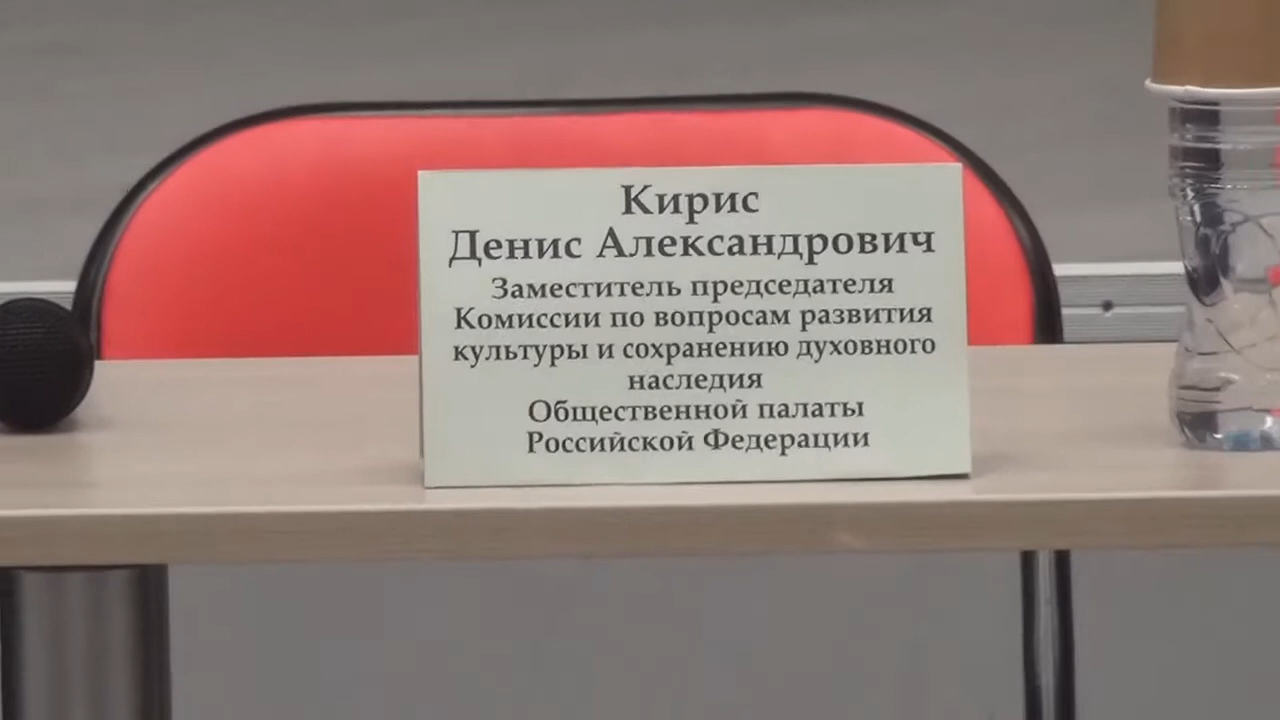 Кирис
Денис Александрович
Заместитель председателя
Комиссии по вопросам развития
культуры и сохранению духовного
наследия
Общественной палаты
Российской Федерации